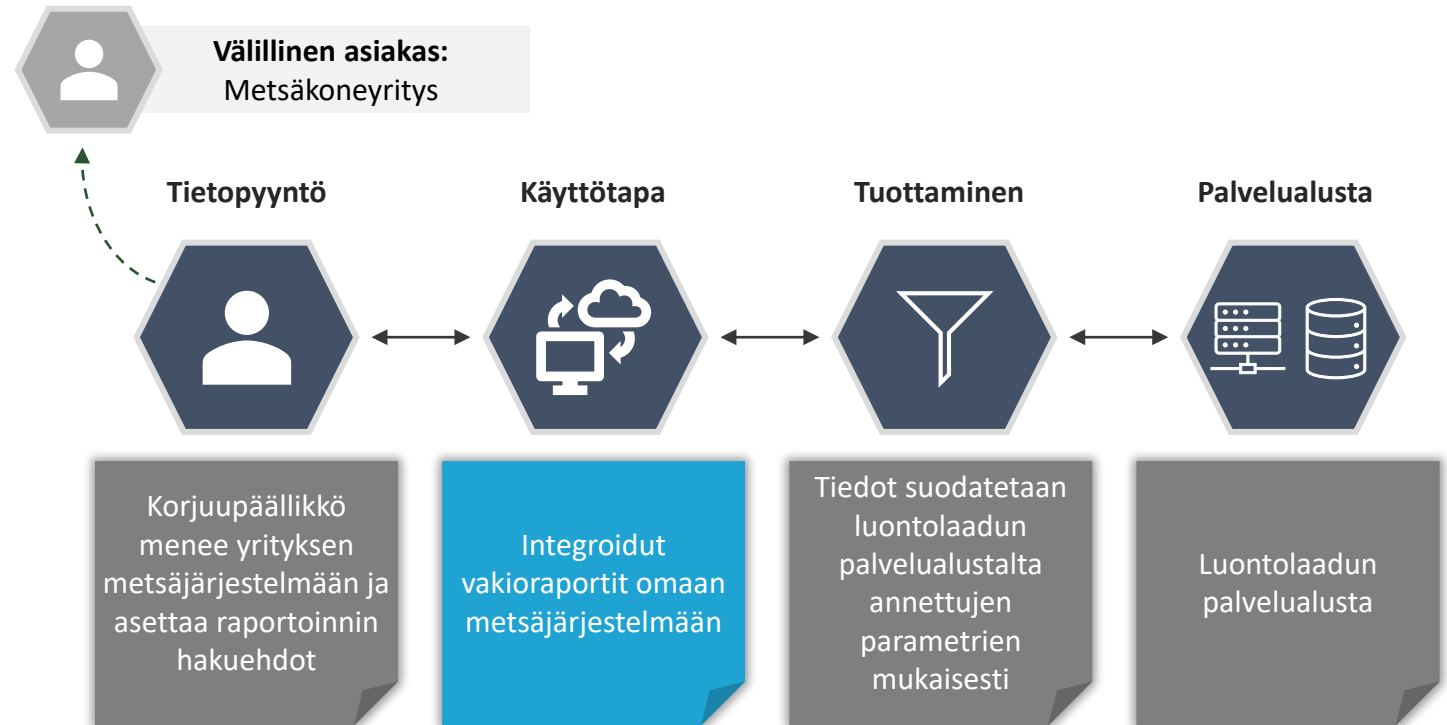 Välillinen asiakas:
Metsäkoneyritys
Tietopyyntö
Käyttötapa
Tuottaminen
Palvelualusta
Korjuupäällikkö
menee yrityksen
metsäjärjestelmään ja
asettaa raportoinnin
hakuehdot
Integroidut
vakioraportit omaan
metsäjärjestelmään
Tiedot suodatetaan
luontolaadun
palvelualustalta
annettujen
parametrien
mukaisesti
Luontolaadun
palvelualusta